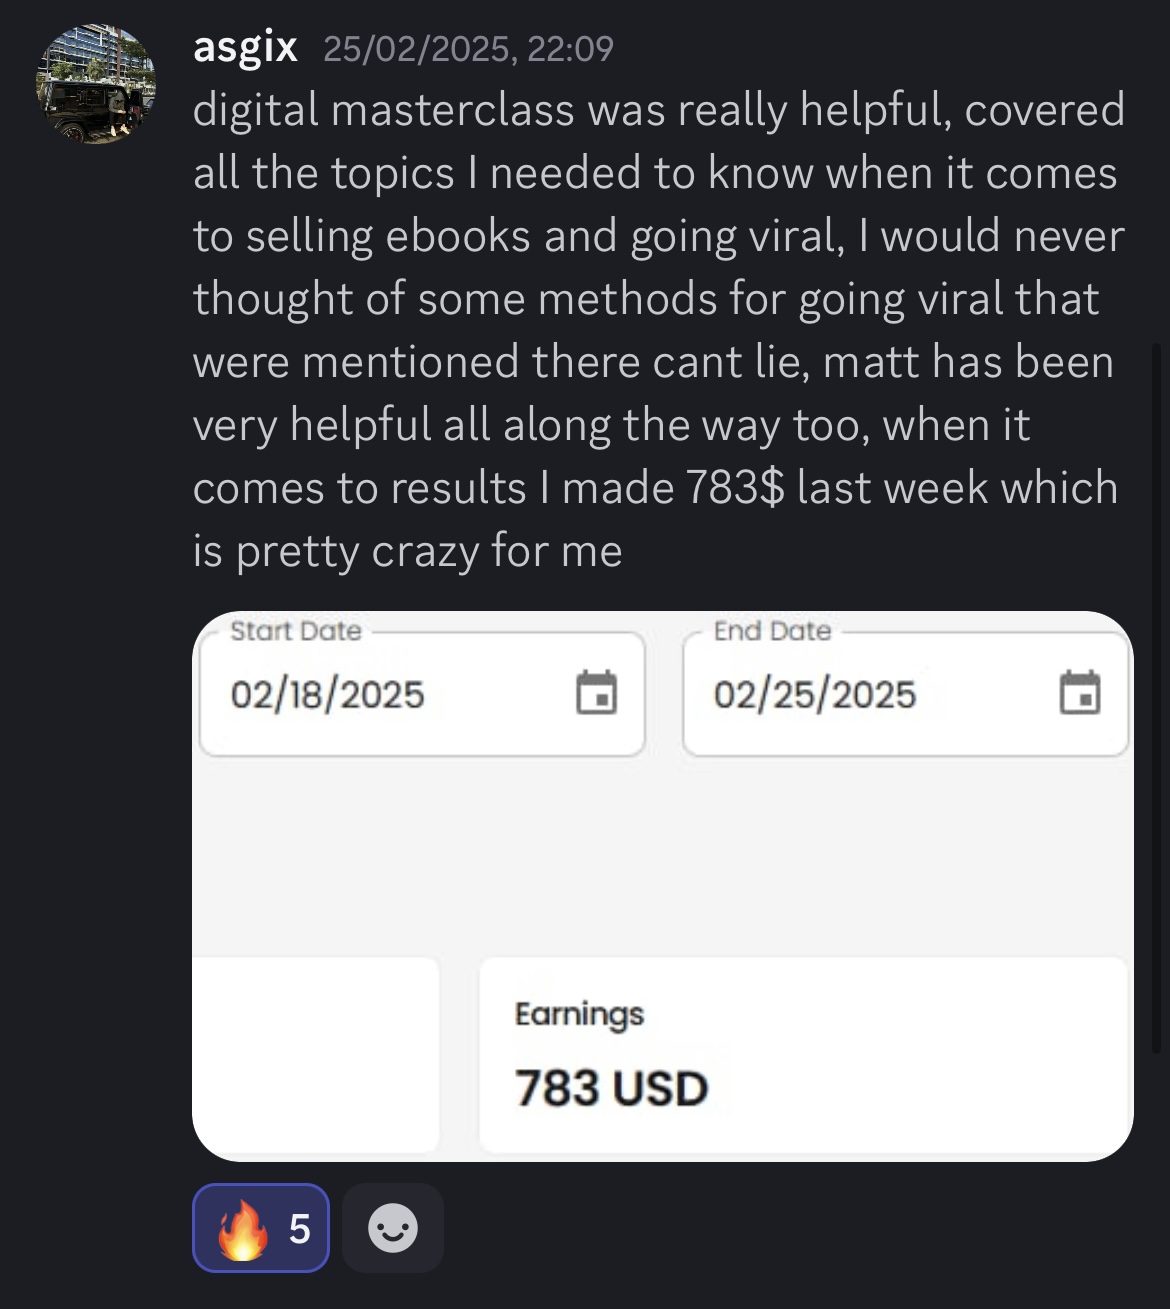 asgix 25/02/2025, 22:09
digital masterclass was really helpful, covered
all the topics I needed to know when it comes
to selling ebooks and going viral, I would never
thought of some methods for going viral that
were mentioned there cant lie, matt has been
very helpful all along the way too, when it
comes to results I made 783$ last week which
is pretty crazy for me
Start Date End Date
02/18/2025 02/25/2025
Earnings
783 USD
🔥 5